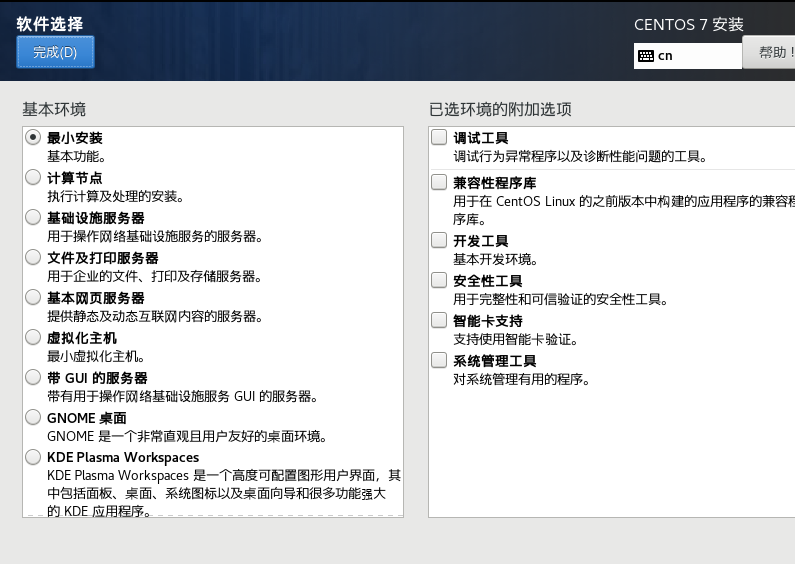 软件选择
完成(D)
CENTOS 7 安装
cn
帮助！
基本环境
最小安装
基本功能。
计算节点
执行计算及处理的安装。
基础设施服务器
用于操作网络基础设施服务的服务器。
文件及打印服务器
用于企业的文件、打印及存储服务器。
基本网页服务器
提供静态及动态互联网内容的服务器。
虚拟化主机
最小虚拟化主机。
带 GUI 的服务器
带有用于操作网络基础设施服务 GUI 的服务器。
GNOME 桌面
GNOME 是一个非常直观且用户友好的桌面环境。
KDE Plasma Workspaces
KDE Plasma Workspaces 是一个高度可配置图形用户界面，其
中包括面板、桌面、系统图标以及桌面向导和很多功能强大
的 KDE 应用程序。
已选环境的附加选项
调试工具
调试行为异常程序以及诊断性能问题的工具。
兼容性程序库
用于在 CentOS Linux 的之前版本中构建的应用程序的兼容程
序库。
开发工具
基本开发环境。
安全性工具
用于完整性和可信验证的安全性工具。
智能卡支持
支持使用智能卡验证。
系统管理工具
对系统管理有用的程序。